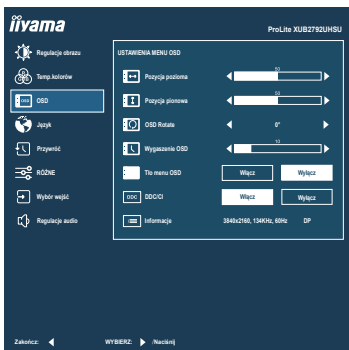 iiyama
ProLite XUB2792UHSU
Regulacje obrazu
Temp.kolorów
OSD OSD
Język
Przywróć
RÓŻNE
Wybór wejść
Regulacje audio
USTAWIENIA MENU OSD
50
Pozycja pozioma
50
Pozycja pionowa
OSD Rotate 0°
10
Wygaszenie OSD
Tło menu OSD Włącz Wyłącz
DDC DDC/CI Włącz Wyłącz
Informacje 3840x2160, 134KHz, 60Hz DP
Zakończ: WYBIERZ: /Naciśnij